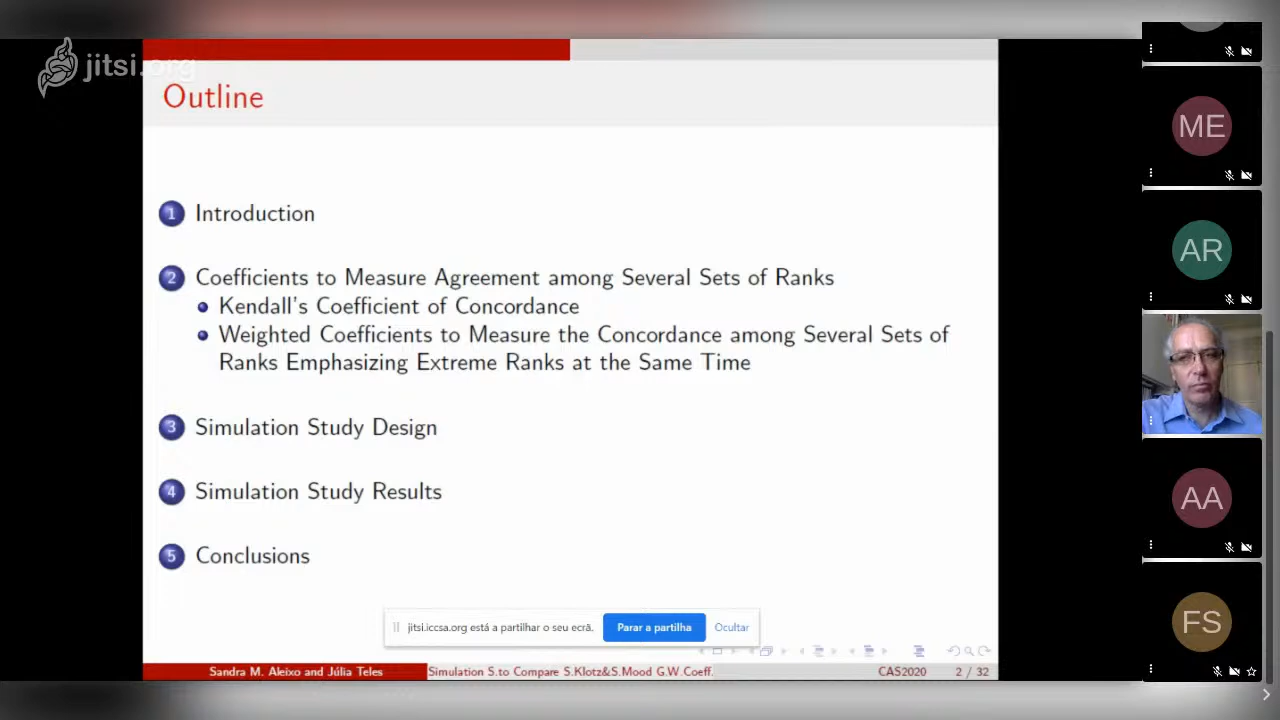 jitsi.org
Outline
1 Introduction
2 Coefficients to Measure Agreement among Several Sets of Ranks
Kendall's Coefficient of Concordance
Weighted Coefficients to Measure the Concordance among Several Sets of
Ranks Emphasizing Extreme Ranks at the Same Time
3 Simulation Study Design
4 Simulation Study Results
5 Conclusions
jitsi.iccsa.org está a partilhar o seu ecrã. Parar a partilha Ocultar
Sandra M. Aleixo and Júlia Teles Simulation S.to Compare S.Klotz&S.Mood G.W.Coeff. CAS2020 2 / 32
ME
AR
AA
FS